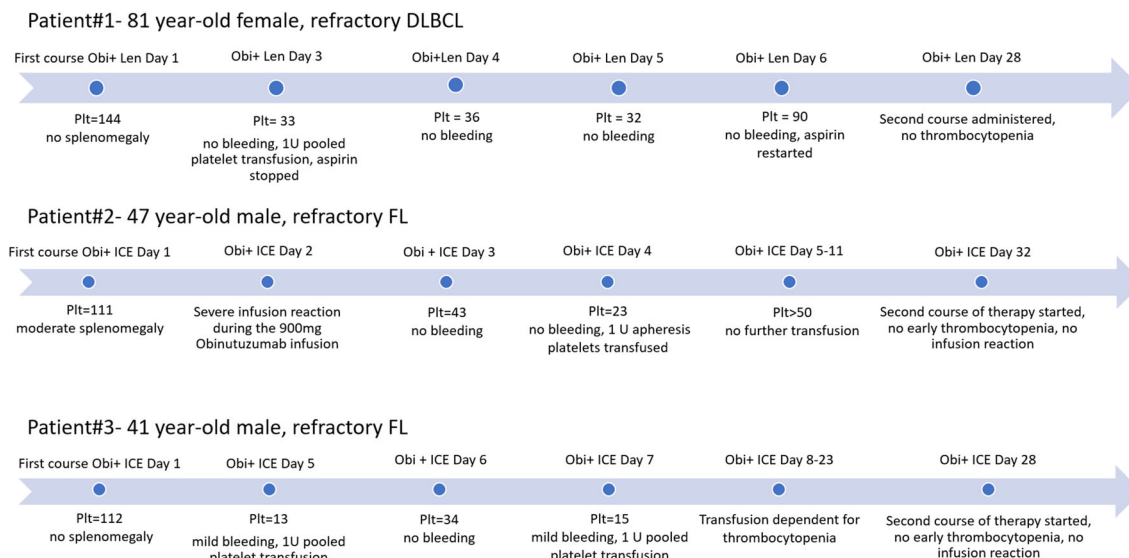 Patient#1- 81 year-old female, refractory DLBCL
First course Obi+ Len Day 1
Obi+ Len Day 3
Obi+Len Day 4
Obi+ Len Day 5
Obi+ Len Day 6
Obi+ Len Day 28
Plt=144
no splenomegaly
Plt= 33
no bleeding, 1U pooled
platelet transfusion, aspirin
stopped
Plt = 36
no bleeding
Plt = 32
no bleeding
Plt = 90
no bleeding, aspirin
restarted
Second course administered,
no thrombocytopenia
Patient#2- 47 year-old male, refractory FL
First course Obi+ ICE Day 1
Obi+ ICE Day 2
Obi + ICE Day 3
Obi+ ICE Day 4
Obi+ ICE Day 5-11
Obi+ ICE Day 32
Plt=111
moderate splenomegaly
Severe infusion reaction
during the 900mg
Obinutuzumab infusion
Plt=43
no bleeding
Plt=23
no bleeding, 1 U apheresis
platelets transfused
Plt>50
no further transfusion
Second course of therapy started,
no early thrombocytopenia, no
infusion reaction
Patient#3- 41 year-old male, refractory FL
First course Obi+ ICE Day 1
Obi+ ICE Day 5
Obi + ICE Day 6
Obi+ ICE Day 7
Obi+ ICE Day 8-23
Obi+ ICE Day 28
Plt=112
no splenomegaly
Plt=13
mild bleeding, 1U pooled
platelet transfusion
Plt=34
no bleeding
Plt=15
mild bleeding, 1 U pooled
platelet transfusion
Transfusion dependent for
thrombocytopenia
Second course of therapy started,
no early thrombocytopenia, no
infusion reaction